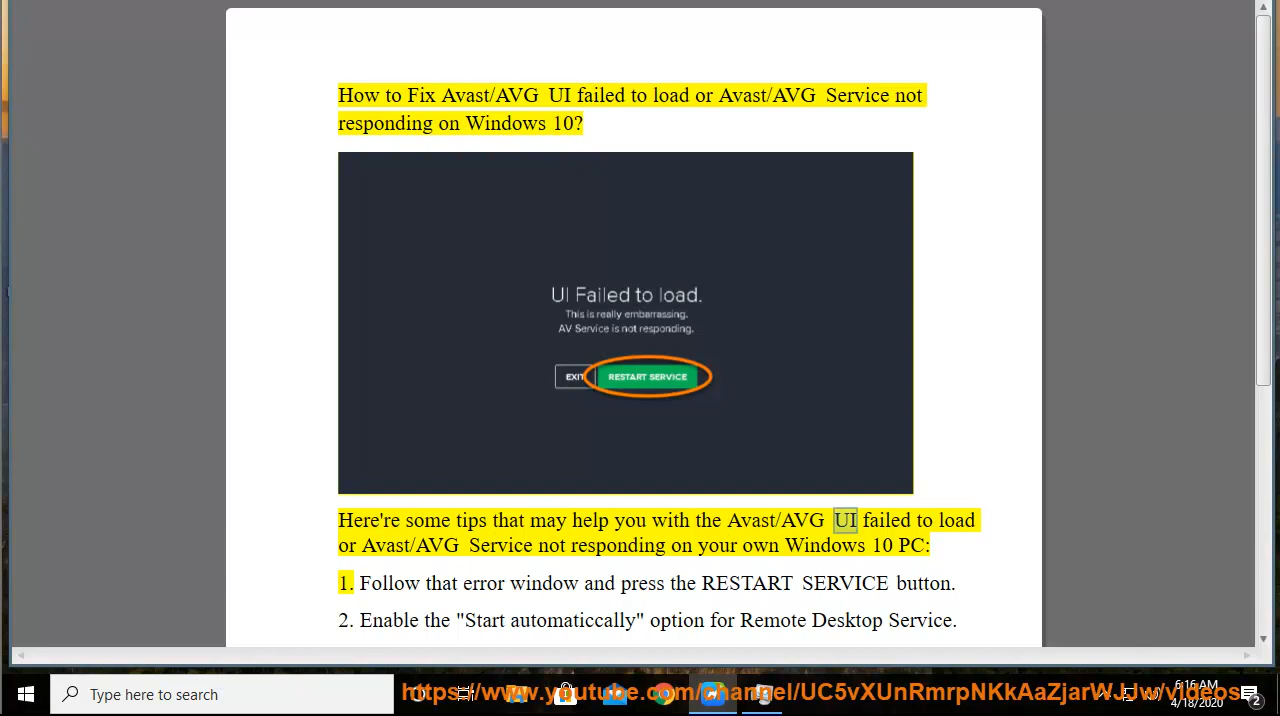 How to Fix Avast/AVG UI failed to load or Avast/AVG Service not
responding on Windows 10?
UI Failed to load.
This is really embarrassing.
AV Service is not responding.
EXIT
RESTART SERVICE
Here're some tips that may help you with the Avast/AVG UI failed to load
or Avast/AVG Service not responding on your own Windows 10 PC:
1. Follow that error window and press the RESTART SERVICE button.
2. Enable the "Start automaticcally" option for Remote Desktop Service.
Type here to search
https://www.youtube.com/channel/UC5vXUnRmrpNKkAaZjarWJUw/videos
6:16 AM
4/18/2020
2